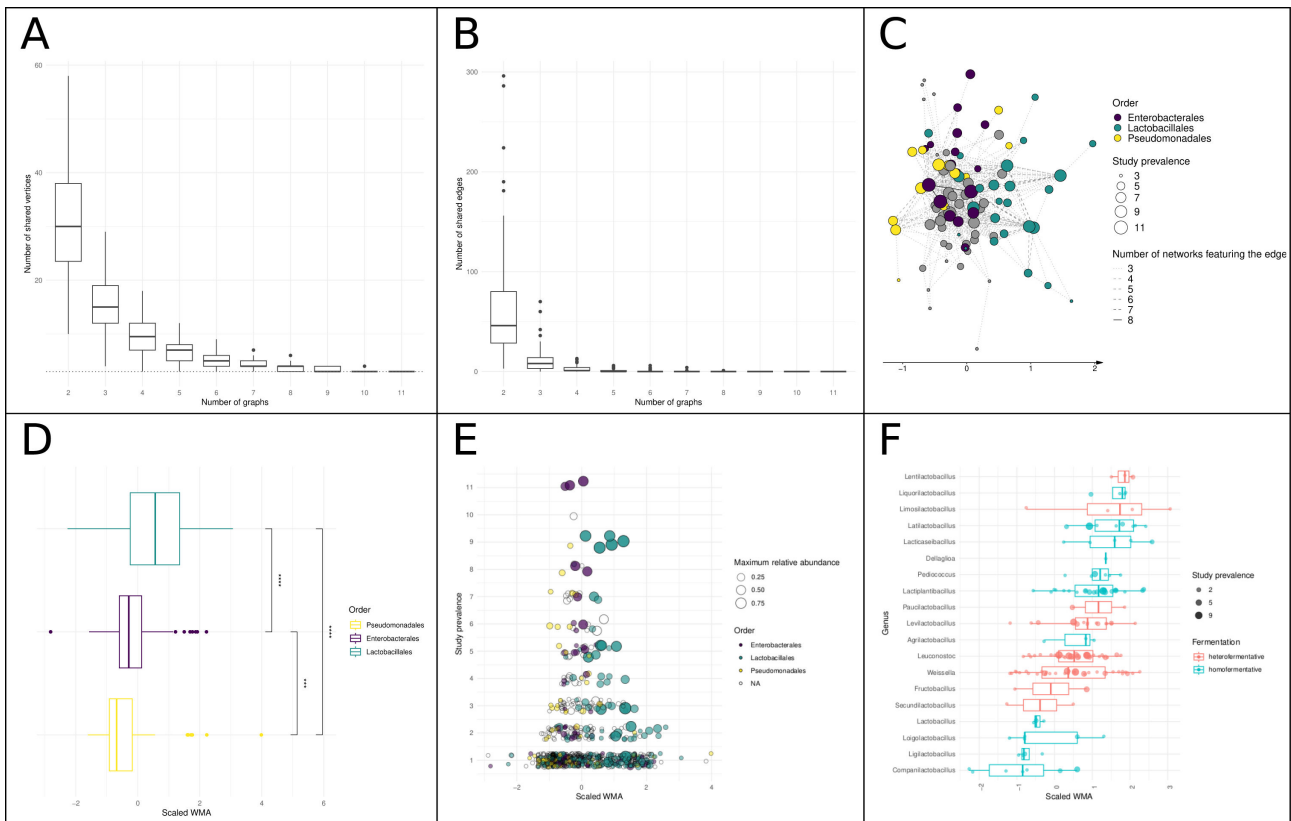 A
60
40
20
Number of shared vertices
2 3 4 5 6 7 8 9 10 11
Number of graphs
B
300
200
100
0
Number of shared edges
2 3 4 5 6 7 8 9 10 11
Number of graphs
C
Order
Enterobacterales
Lactobacillales
Pseudomonadales
Study prevalence
3
5
7
9
11
Number of networks featuring the edge
3
4
5
6
7
8
−1 0 1 2
D
****
****
***
Order
Pseudomonadales
Enterobacterales
Lactobacillales
−2 0 2 4 6
Scaled WMA
E
11
10
9
8
7
6
5
4
3
2
1
Study prevalence
−2 0 2 4
Scaled WMA
Maximum relative abundance
0.25
0.50
0.75
Order
Enterobacterales
Lactobacillales
Pseudomonadales
NA
F
Lentilactobacillus
Liquorilactobacillus
Limosilactobacillus
Latilactobacillus
Lacticaseibacillus
Dellaglioa
Pediococcus
Lactiplantibacillus
Paucilactobacillus
Levilactobacillus
Agrilactobacillus
Leuconostoc
Weissella
Fructobacillus
Secundilactobacillus
Lactobacillus
Loigolactobacillus
Ligilactobacillus
Companilactobacillus
Genus
−2 −1 0 1 2 3
Scaled WMA
Study prevalence
2
5
9
Fermentation
heterofermentative
homofermentative